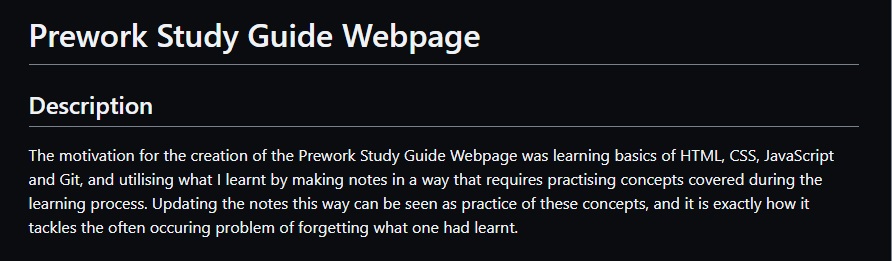 Prework Study Guide Webpage
Description
The motivation for the creation of the Prework Study Guide Webpage was learning basics of HTML, CSS, JavaScript
and Git, and utilising what I learnt by making notes in a way that requires practising concepts covered during the
learning process. Updating the notes this way can be seen as practice of these concepts, and it is exactly how it
tackles the often occuring problem of forgetting what one had learnt.